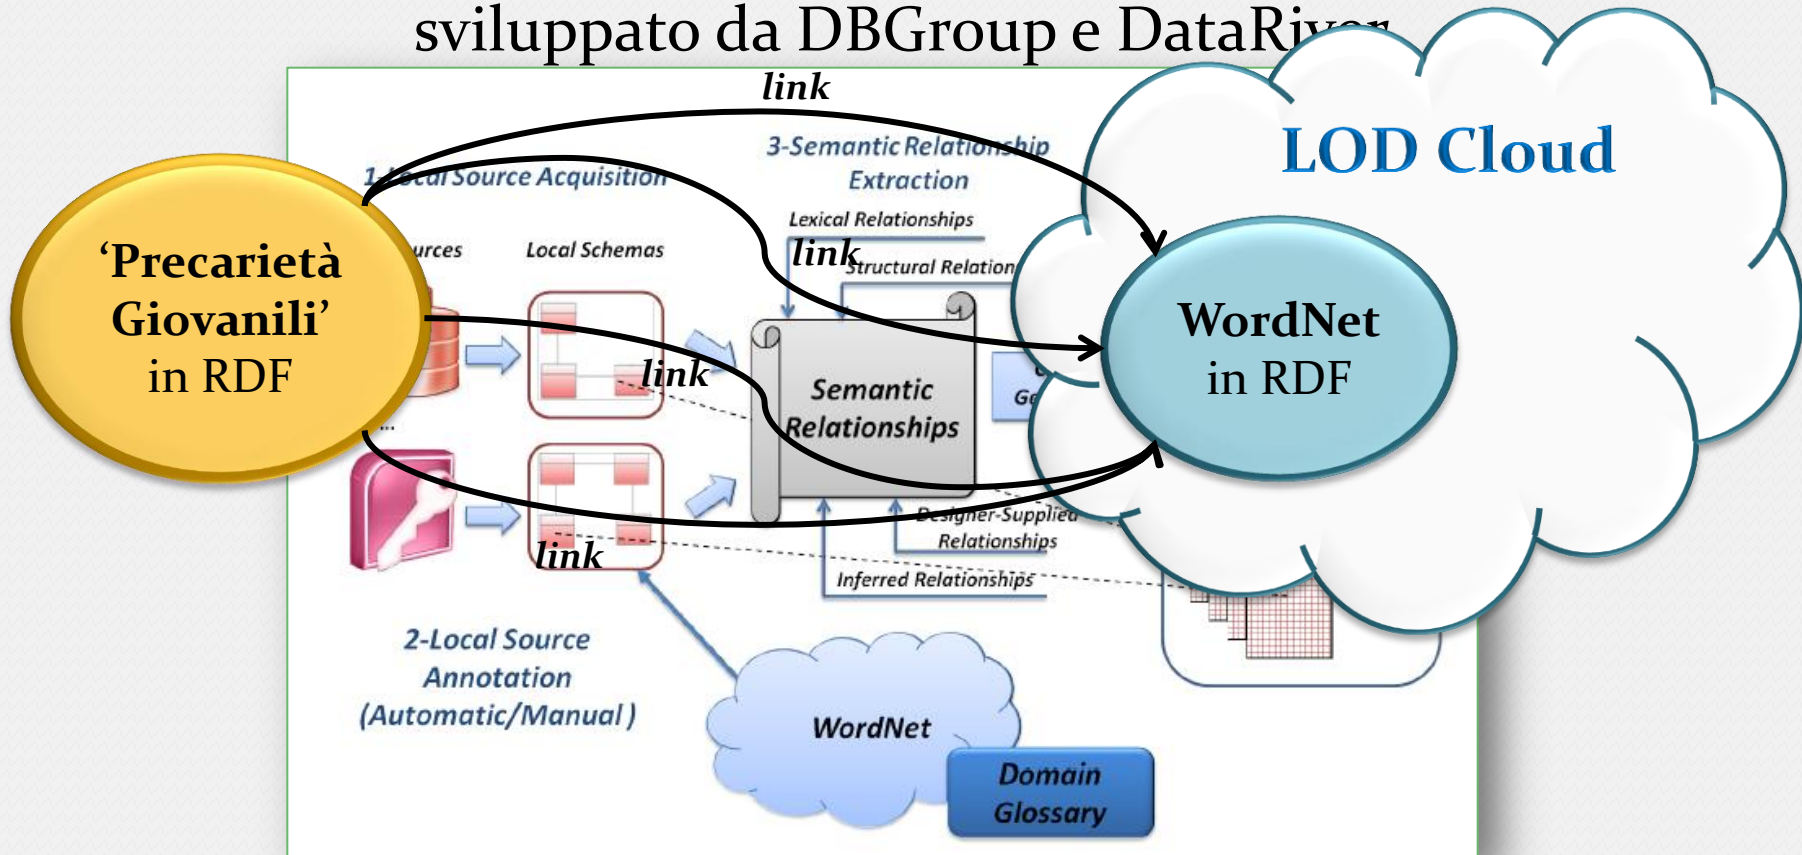 sviluppato da DBGroup e DataRiver
link
LOD Cloud
3-Semantic Relationship
Extraction
1-Local Source Acquisition
Lexical Relationships
‘Precarietà
Giovanili’
in RDF
Local Schemas
link
Structural
WordNet
in RDF
link
Semantic
Relationships
...
Designer-Supplied
Relationships
link
Inferred Relationships
2-Local Source
Annotation
(Automatic/Manual)
WordNet
Domain
Glossary